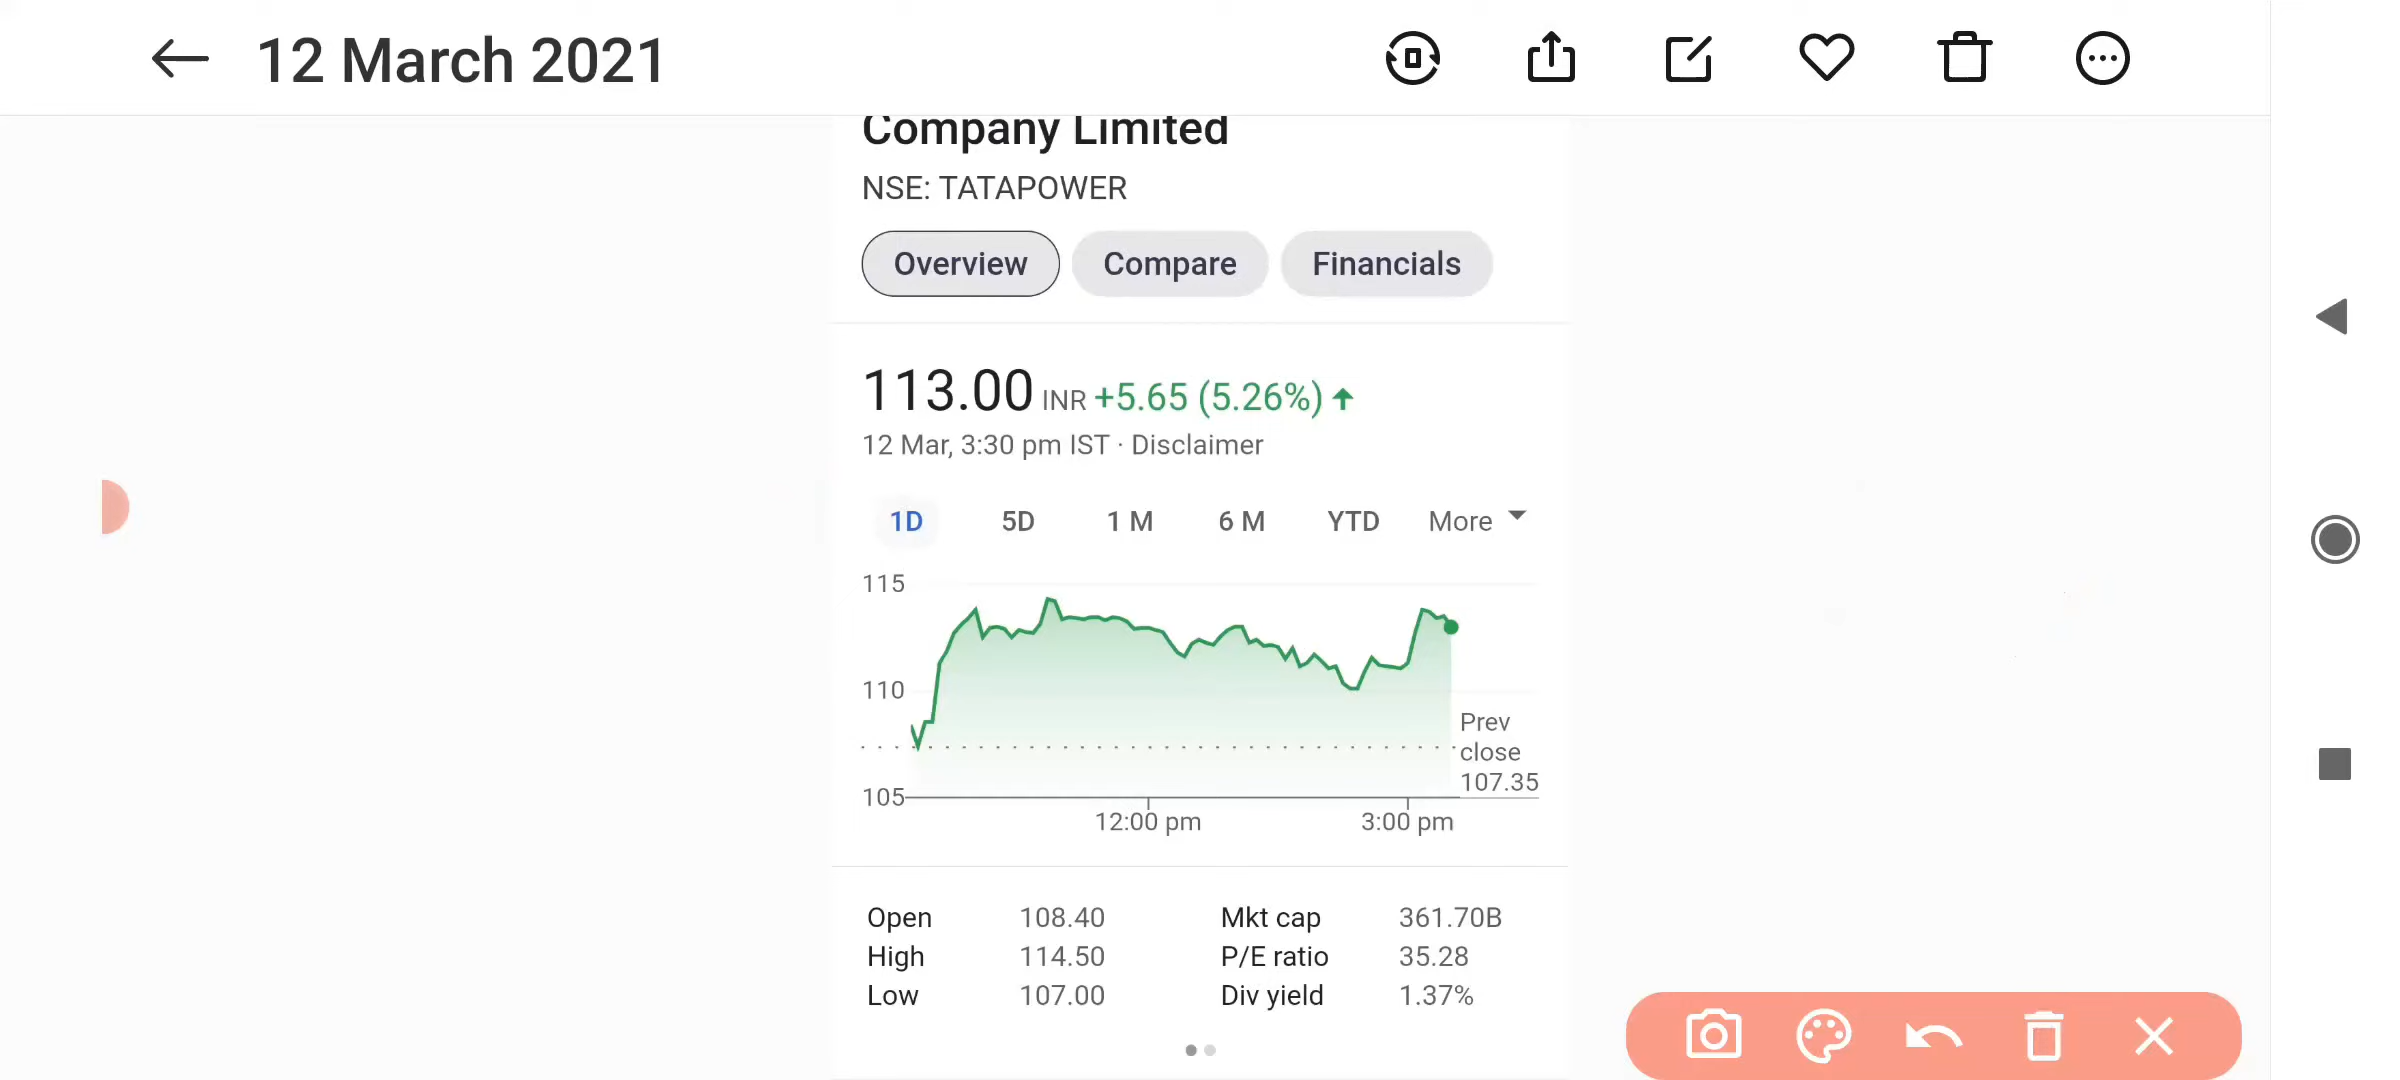 12 March 2021
Company Limited
NSE: TATAPOWER
Overview Compare Financials
113.00 INR +5.65 (5.26%)
12 Mar, 3:30 pm IST · Disclaimer
1D 5D 1 M 6 M YTD More
115
110
Prev
close
107.35
105
12:00 pm 3:00 pm
Open 108.40 Mkt cap 361.70B
High 114.50 P/E ratio 35.28
Low 107.00 Div yield 1.37%